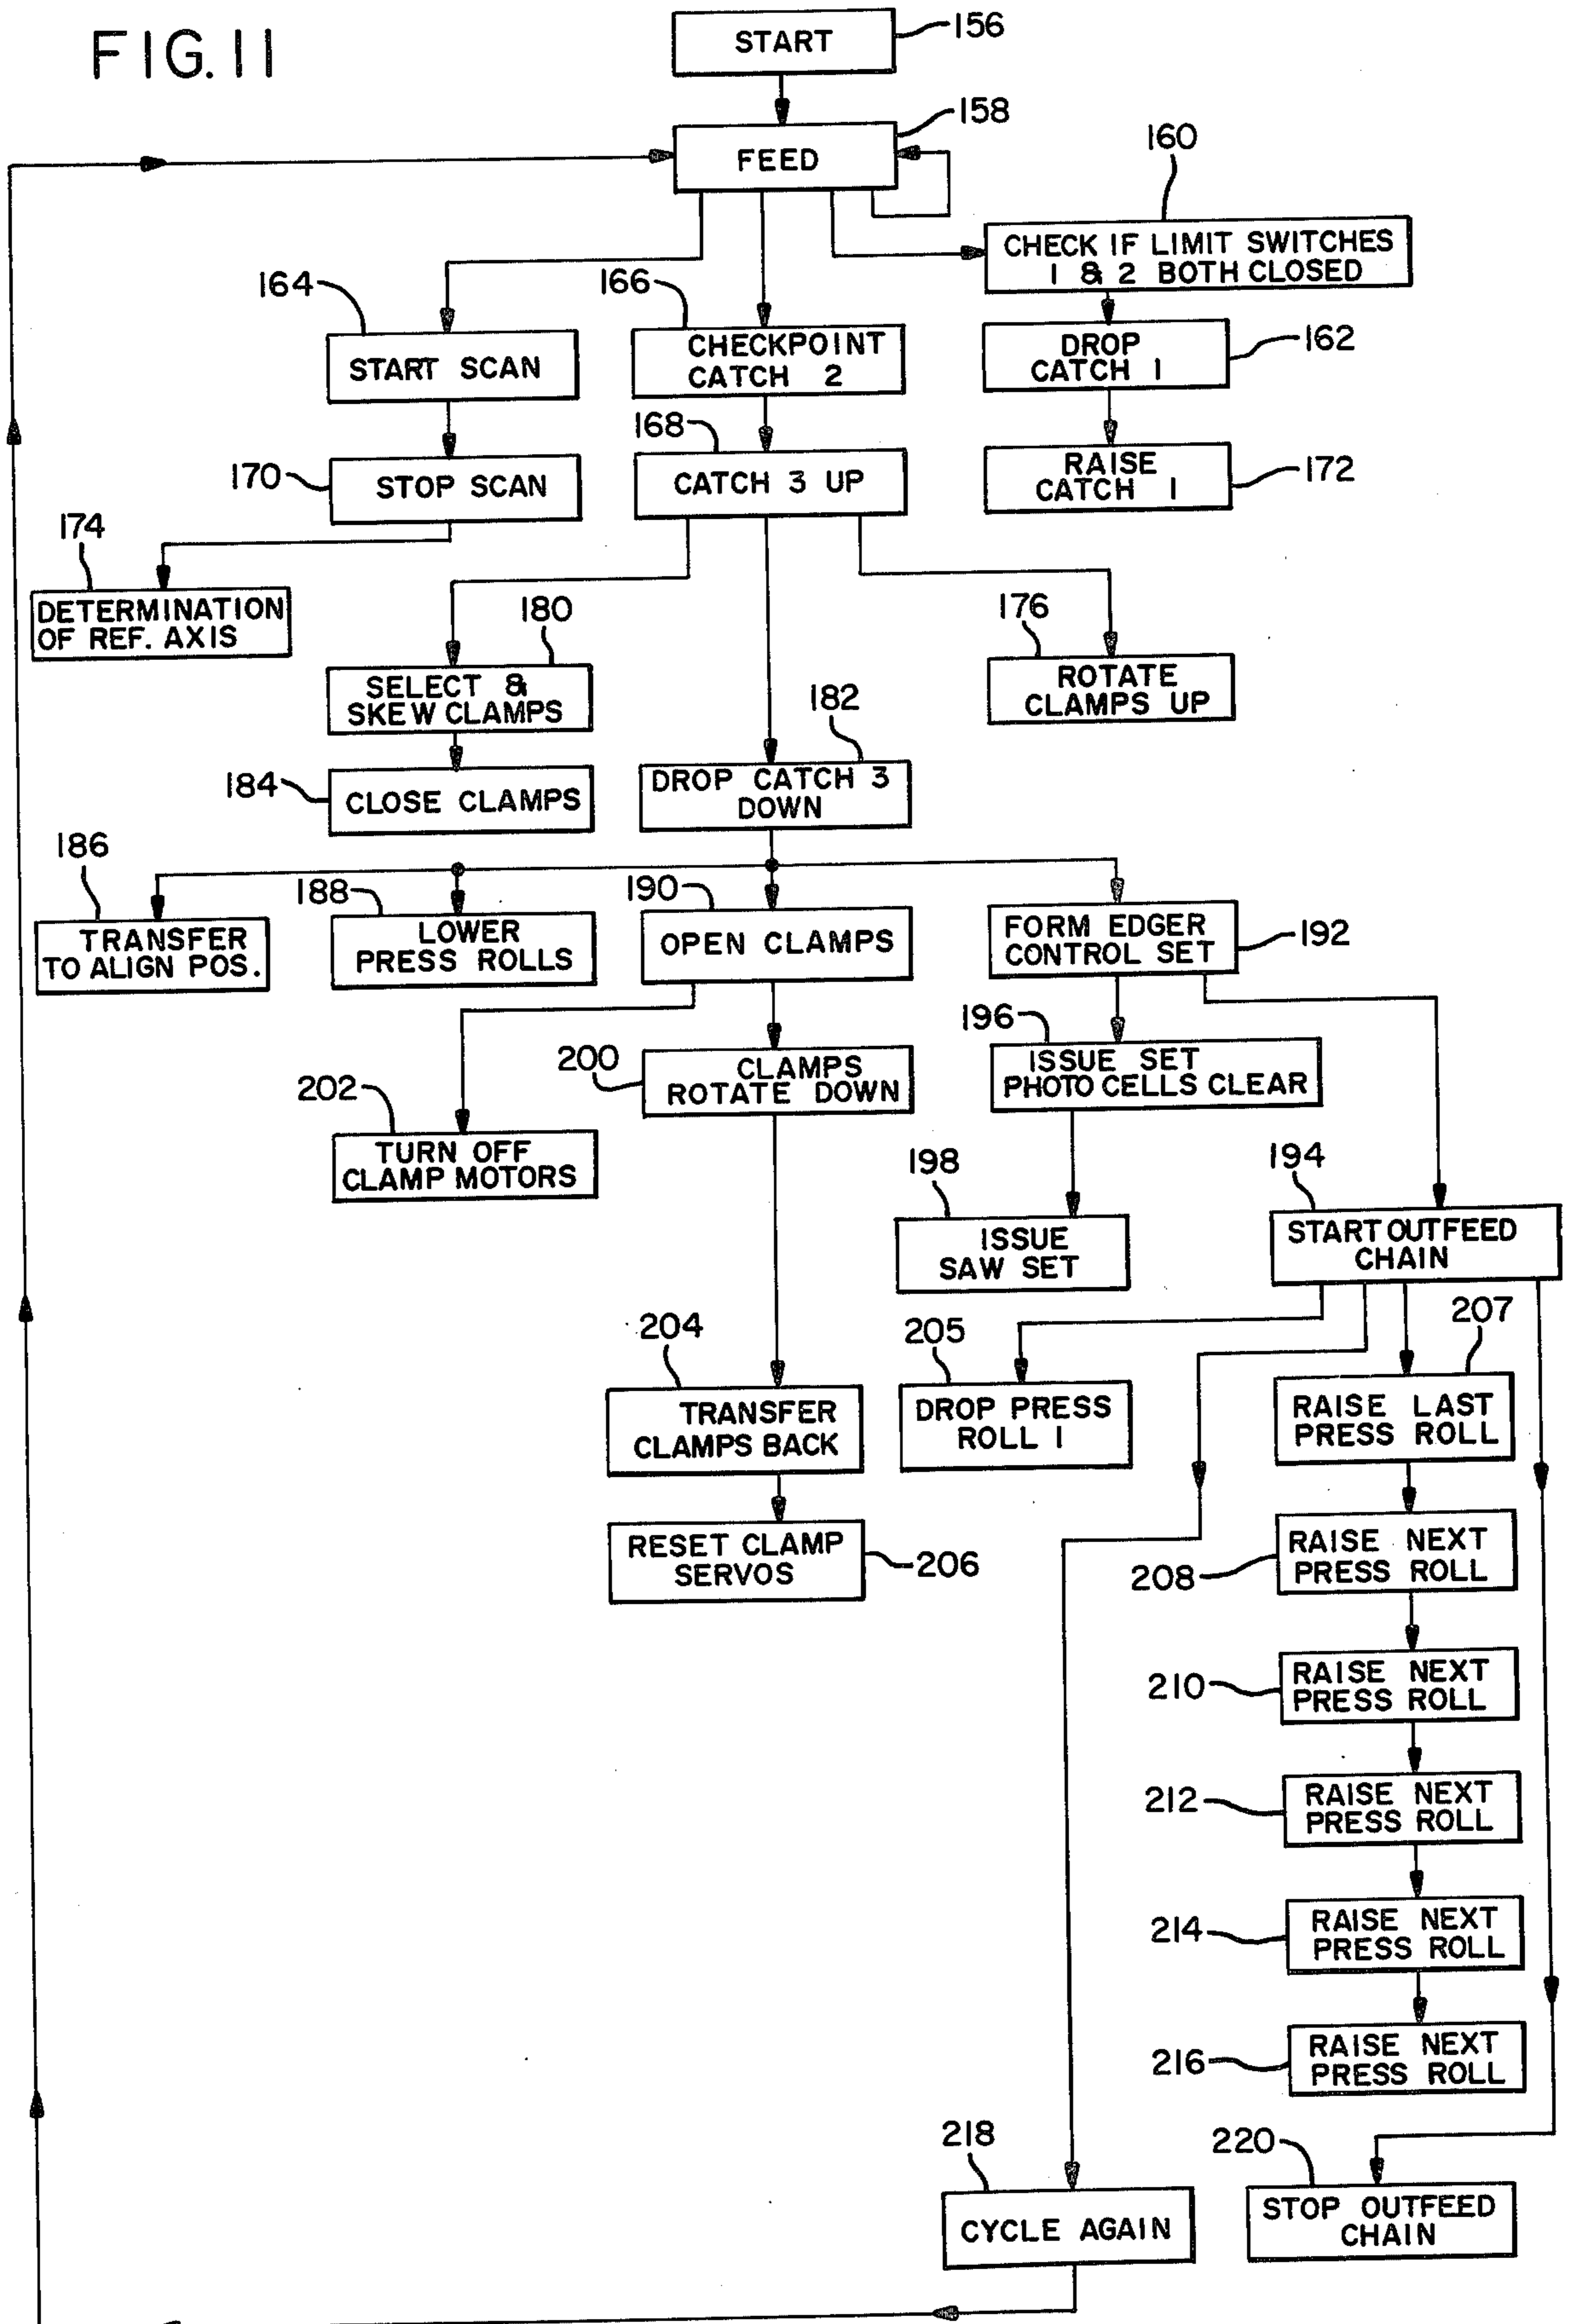 FIG. 11
START
156
FEED
158
160
CHECK IF LIMIT SWITCHES
1 & 2 BOTH CLOSED
164
START SCAN
166
CHECKPOINT
CATCH 2
DROP
CATCH 1
162
168
CATCH 3 UP
170
STOP SCAN
RAISE
CATCH 1
172
174
DETERMINATION
OF REF. AXIS
180
SELECT &
SKEW CLAMPS
176
ROTATE
CLAMPS UP
182
DROP CATCH 3
DOWN
184
CLOSE CLAMPS
186
TRANSFER
TO ALIGN POS.
188
LOWER
PRESS ROLLS
190
OPEN CLAMPS
FORM EDGER
CONTROL SET
192
196
ISSUE SET
PHOTO CELLS CLEAR
200
CLAMPS
ROTATE DOWN
202
TURN OFF
CLAMP MOTORS
198
ISSUE
SAW SET
194
START OUTFEED
CHAIN
204
TRANSFER
CLAMPS BACK
205
DROP PRESS
ROLL 1
207
RAISE LAST
PRESS ROLL
RESET CLAMP
SERVOS
206
208
RAISE NEXT
PRESS ROLL
210
RAISE NEXT
PRESS ROLL
212
RAISE NEXT
PRESS ROLL
214
RAISE NEXT
PRESS ROLL
216
RAISE NEXT
PRESS ROLL
218
CYCLE AGAIN
220
STOP OUTFEED
CHAIN